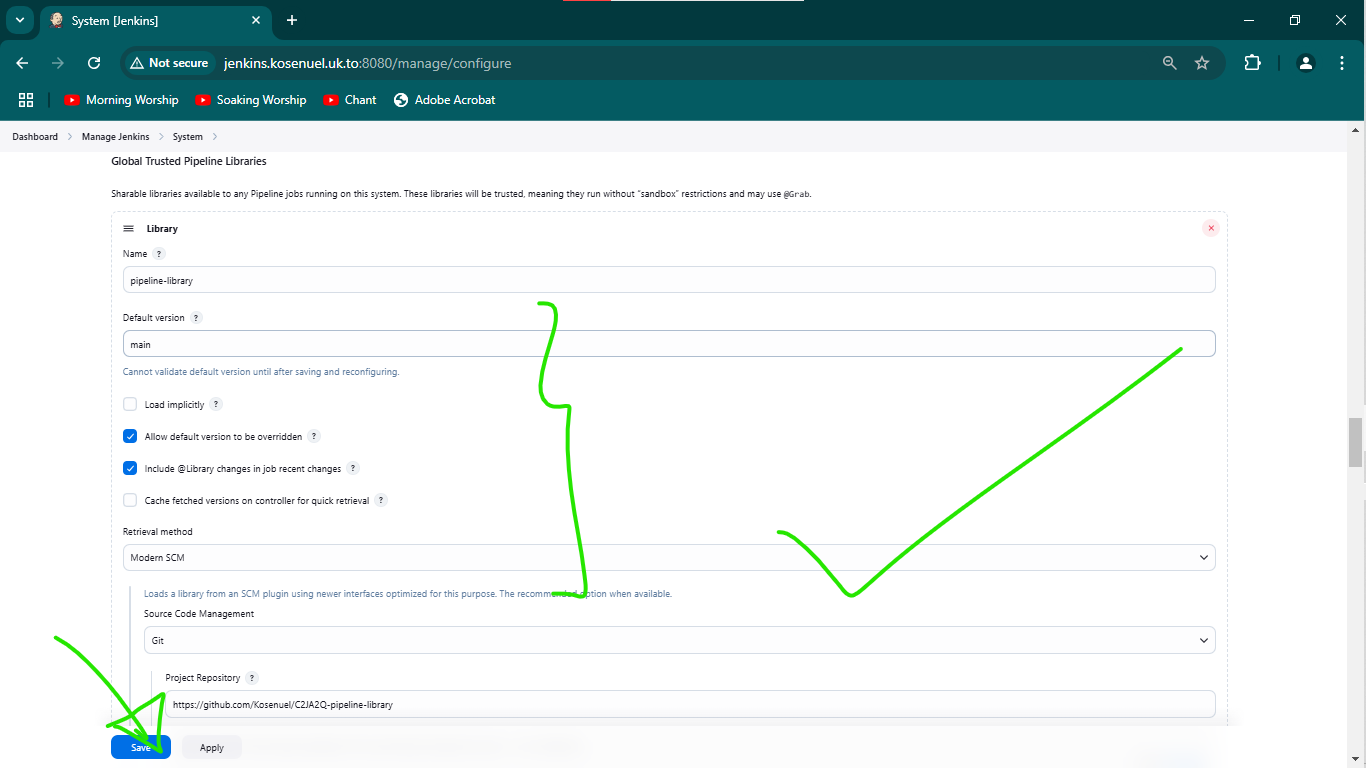 System [Jenkins]
Not secure jenkins.kosenuel.uk.to:8080/manage/configure
Morning Worship Soaking Worship Chant Adobe Acrobat
Dashboard Manage Jenkins System
Global Trusted Pipeline Libraries
Sharable libraries available to any Pipeline jobs running on this system. These libraries will be trusted, meaning they run without “sandbox” restrictions and may use @Grab.
Library
Name ?
pipeline-library
Default version ?
main
Cannot validate default version until after saving and reconfiguring.
Load implicitly ?
Allow default version to be overridden ?
Include @Library changes in job recent changes ?
Cache fetched versions on controller for quick retrieval ?
Retrieval method
Modern SCM
Loads a library from an SCM plugin using newer interfaces optimized for this purpose. The recommended option when available.
Source Code Management
Git
Project Repository ?
https://github.com/Kosenuel/C2JA2Q-pipeline-library
Save Apply